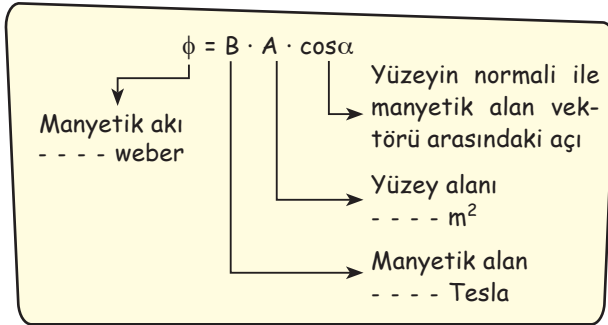 ϕ = B · A · cosα
Manyetik akı
- - - - weber
Yüzeyin normali ile
manyetik alan vek-
törü arasındaki açı
Yüzey alanı
- - - - m²
Manyetik alan
- - - - Tesla